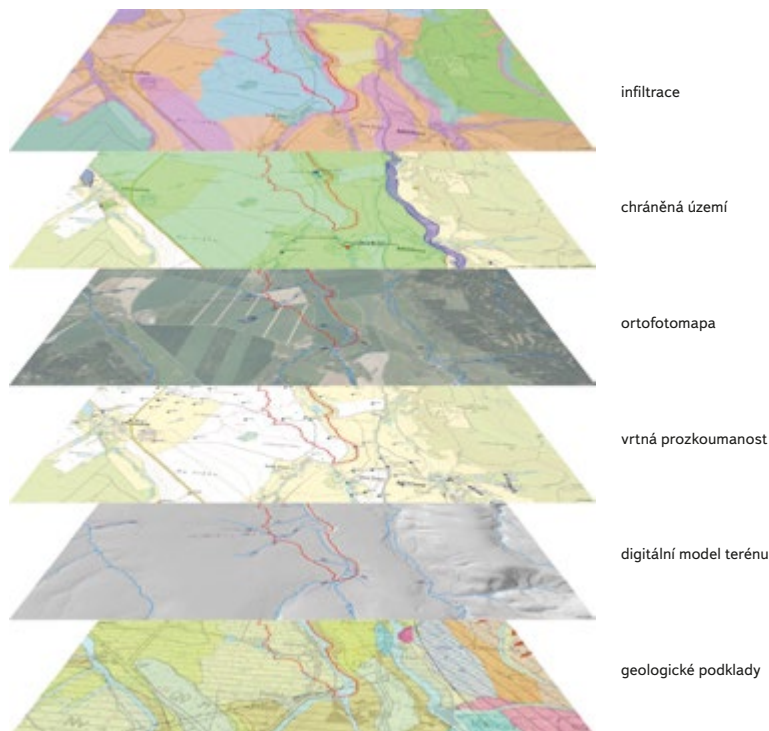 infiltrace
chráněná území
ortofotomapa
vrtná prozkoumanost
digitální model terénu
geologické podklady